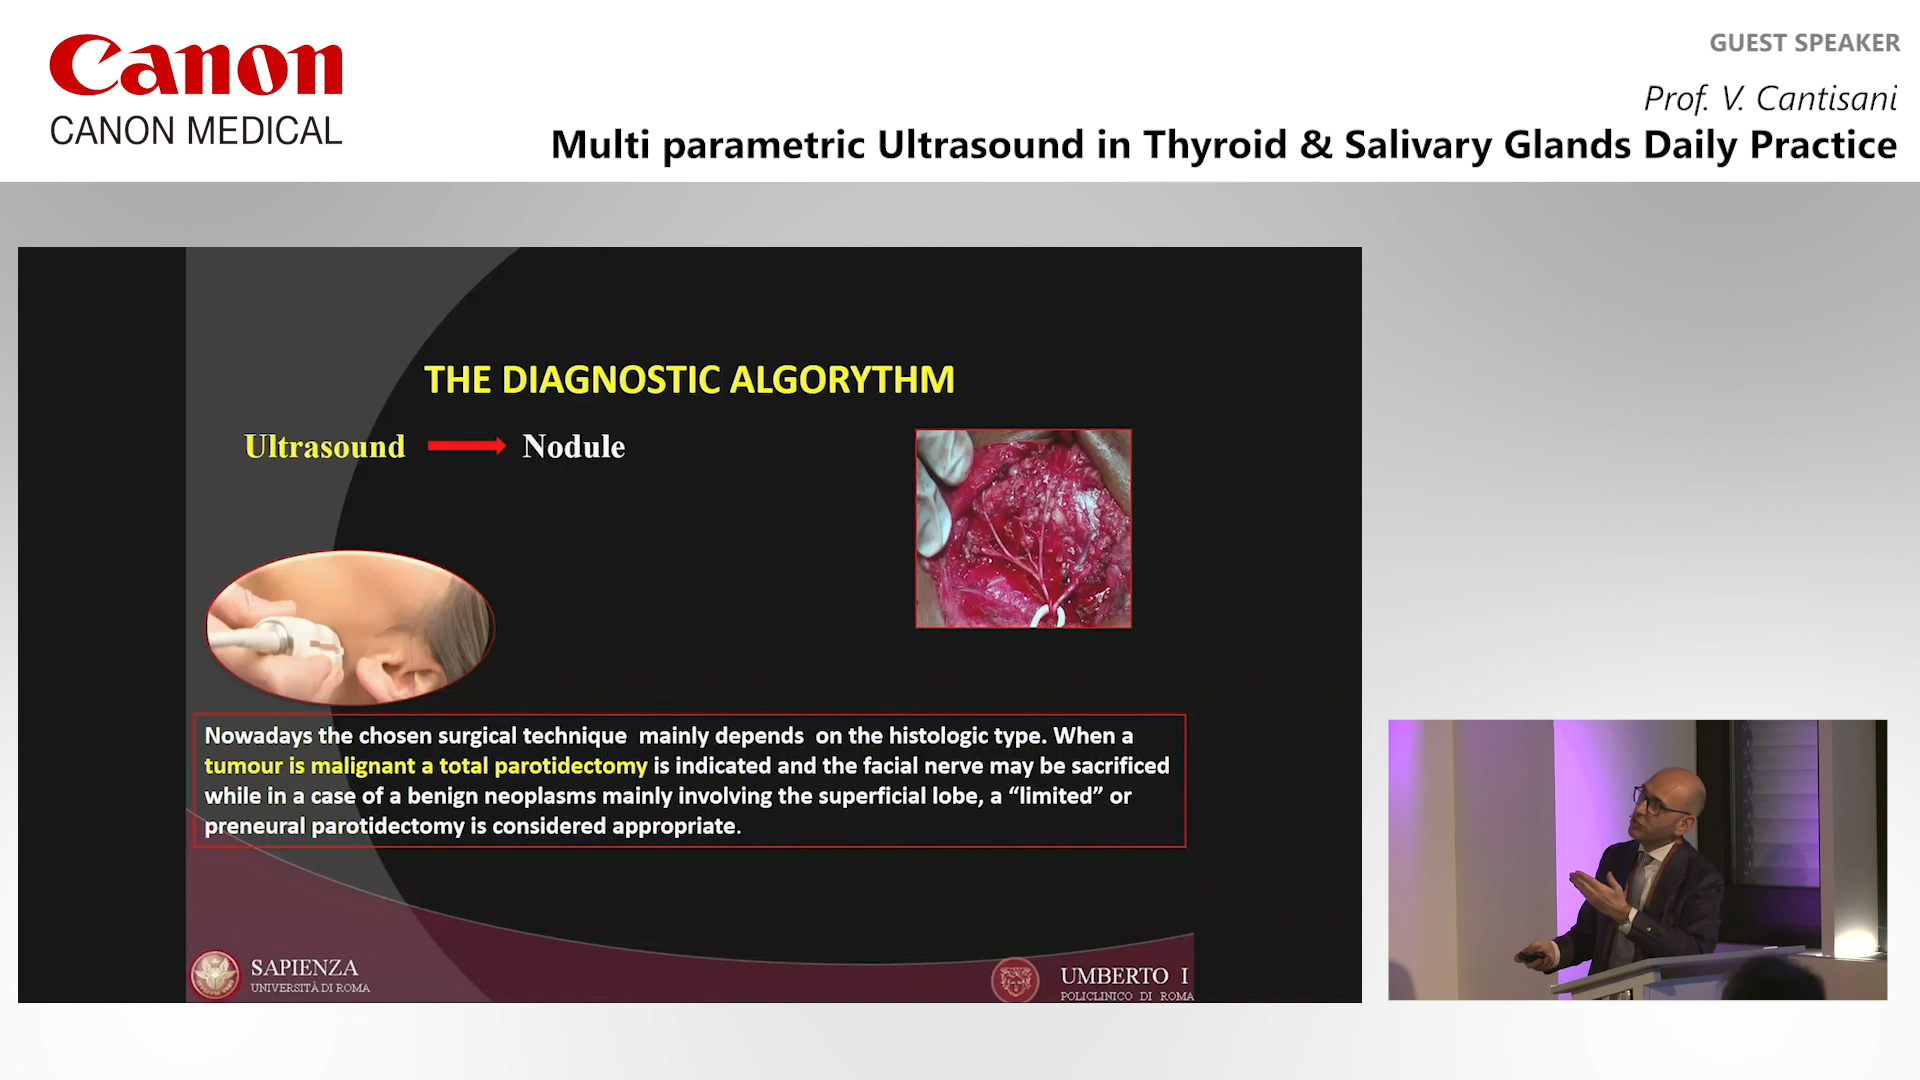 Canon
CANON MEDICAL
GUEST SPEAKER
Prof. V. Cantisani
Multi parametric Ultrasound in Thyroid & Salivary Glands Daily Practice
THE DIAGNOSTIC ALGORYTHM
Ultrasound Nodule
Nowadays the chosen surgical technique mainly depends on the histologic type. When a
tumour is malignant a total parotidectomy is indicated and the facial nerve may be sacrificed
while in a case of a benign neoplasms mainly involving the superficial lobe, a “limited” or
preneural parotidectomy is considered appropriate.
SAPIENZA
UNIVERSITÀ DI ROMA
UMBERTO I
POLICLINICO DI ROMA